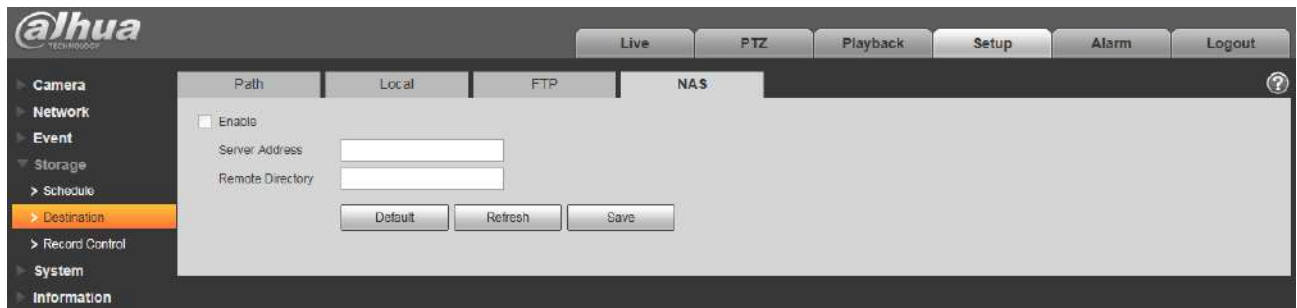 alhua
TECHNOLOGY
Live PTZ Playback Setup Alarm Logout
Camera
Network
Event
Storage
> Schedule
> Destination
> Record Control
System
Information
Path Local FTP NAS
?
Enable
Server Address
Remote Directory
Default Refresh Save